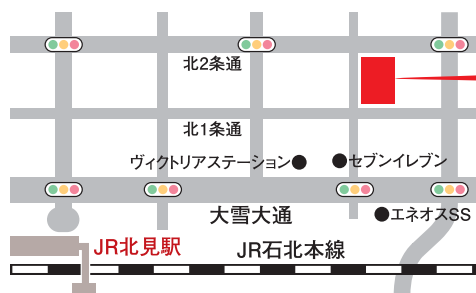 北2条通
北1条通
ヴィクトリアステーション
セブンイレブン
大雪大通
エネオスSS
JR北見駅
JR石北本線